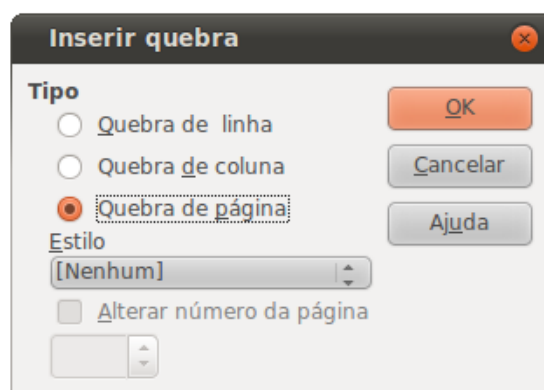 Inserir quebra
Tipo
Quebra de linha
Quebra de coluna
Quebra de página
Estilo
[Nenhum]
Alterar número da página
OK
Cancelar
Ajuda